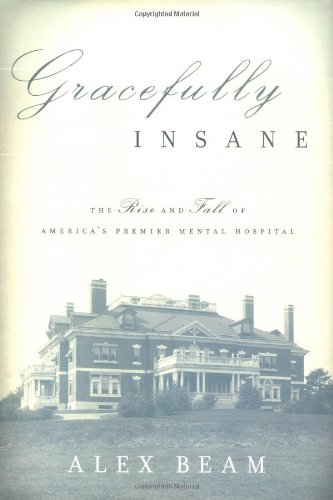 Gracefully
INSANE
THE Rise AND Fall OF
AMERICA'S PREMIER MENTAL HOSPITAL
ALEX BEAM